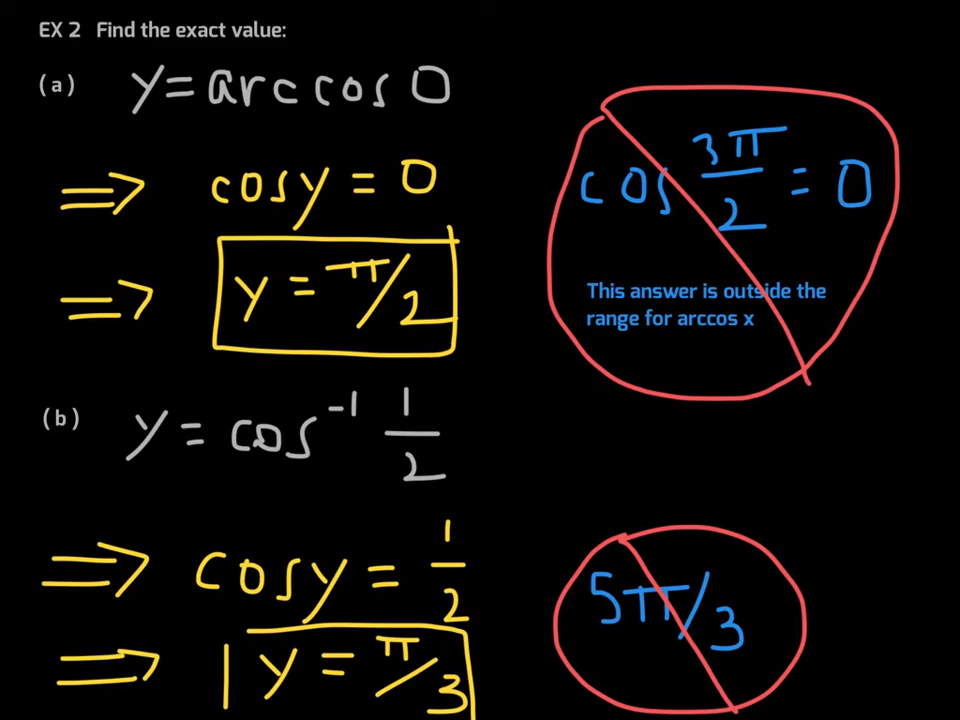 EX 2 Find the exact value:
(a) y = arccos 0
⇒ cos y = 0
⇒ y = π/2
cos 3π/2 = 0
This answer is outside the
range for arccos x
(b) y = cos⁻¹ 1/2
⇒ cos y = 1/2
⇒ y = π/3
5π/3